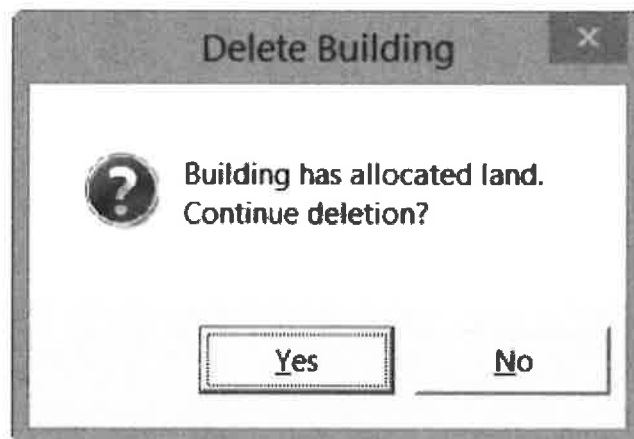 Delete Building
Building has allocated land.
Continue deletion?
Yes
No